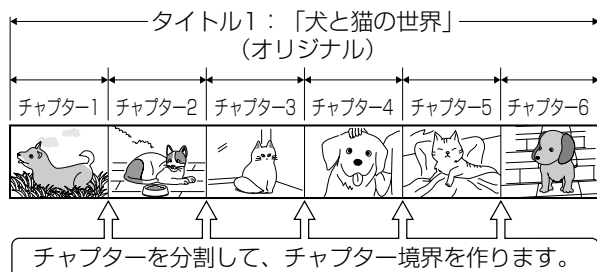 タイトル1：「犬と猫の世界」
（オリジナル）
チャプター1 チャプター2 チャプター3 チャプター4 チャプター5 チャプター6
チャプターを分割して、チャプター境界を作ります。